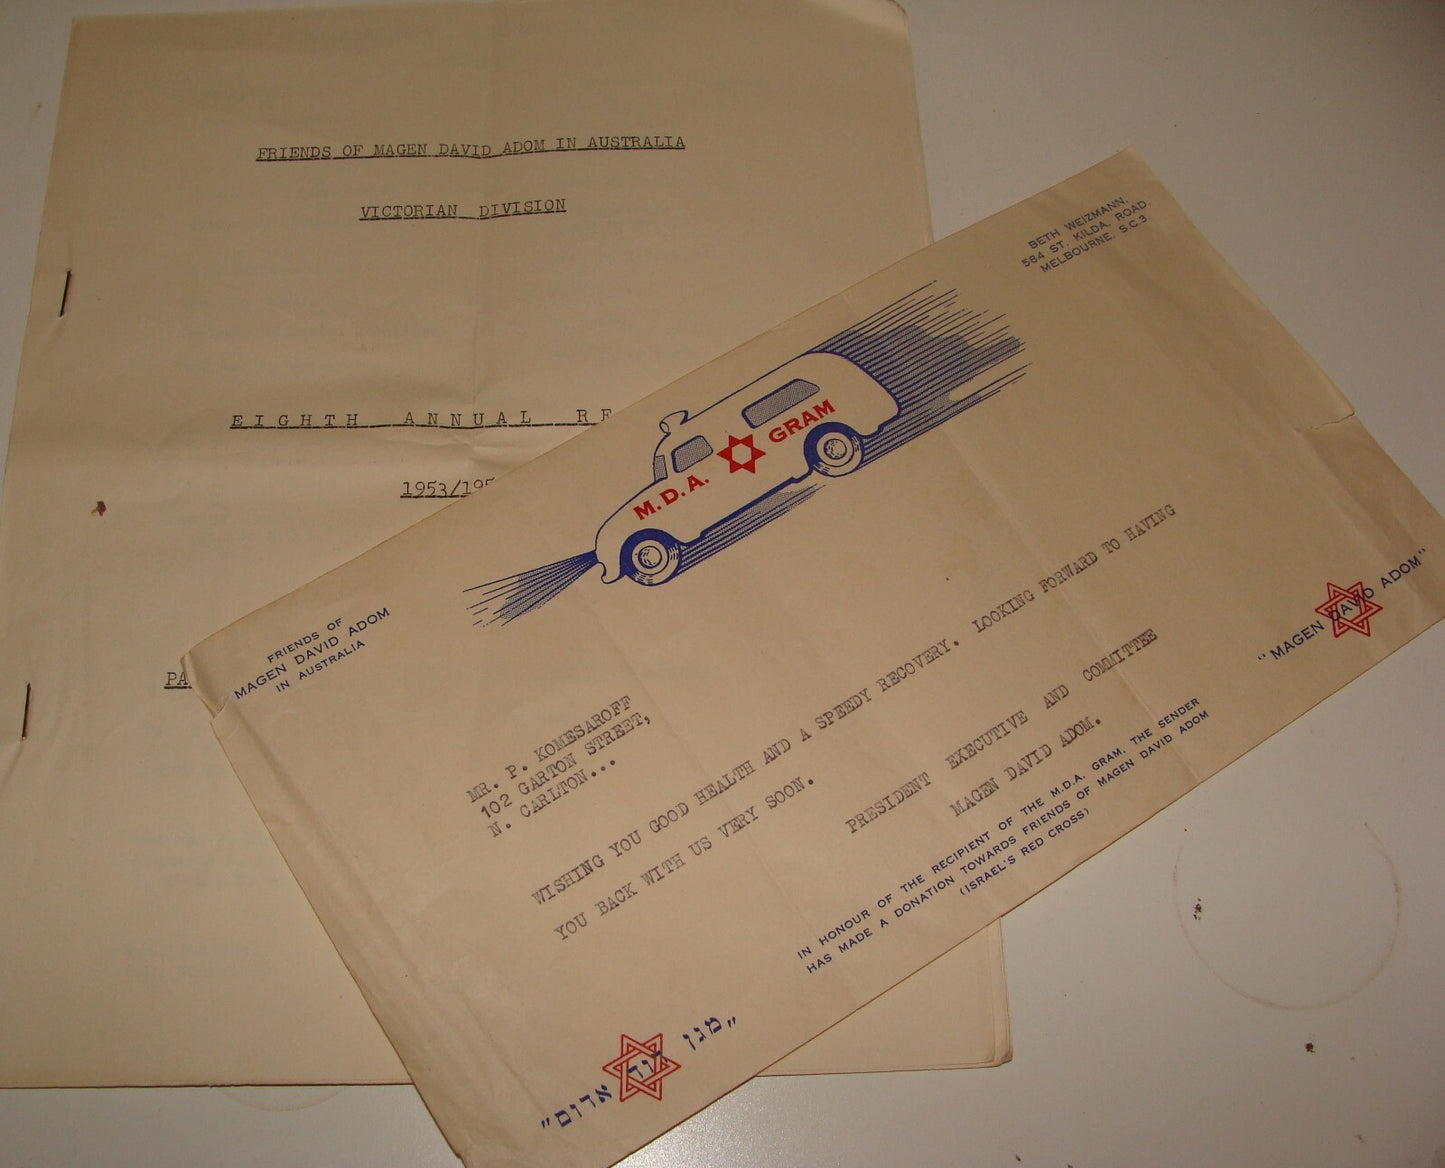 FRIENDS OF MAGEN DAVID ADOM IN AUSTRALIA
VICTORIAN DIVISION
EIGHTH ANNUAL
1953/195
PA
BETH WEIZMANN,
584 ST. KILDA, ROAD.
MELBOURNE. S.C.3
M.D.A. GRAM
FRIENDS OF
MAGEN DAVID ADOM
IN AUSTRALIA
MR. P. KOMESAROFF
102 GARTON STREET,
N. CARLTON...
WISHING YOU GOOD HEALTH AND A SPEEDY RECOVERY. LOOKING FORWARD TO HAVING
YOU BACK WITH US VERY SOON.
PRESIDENT EXECUTIVE AND COMMITTEE
MAGEN DAVID ADOM.
IN HONOUR OF THE RECIPIENT OF THE M.D.A. GRAM, THE SENDER
HAS MADE A DONATION TOWARDS FRIENDS OF MAGEN DAVID ADOM
(ISRAEL'S RED CROSS)
"MAGEN DAVID ADOM"
„מגן דוד אדום"